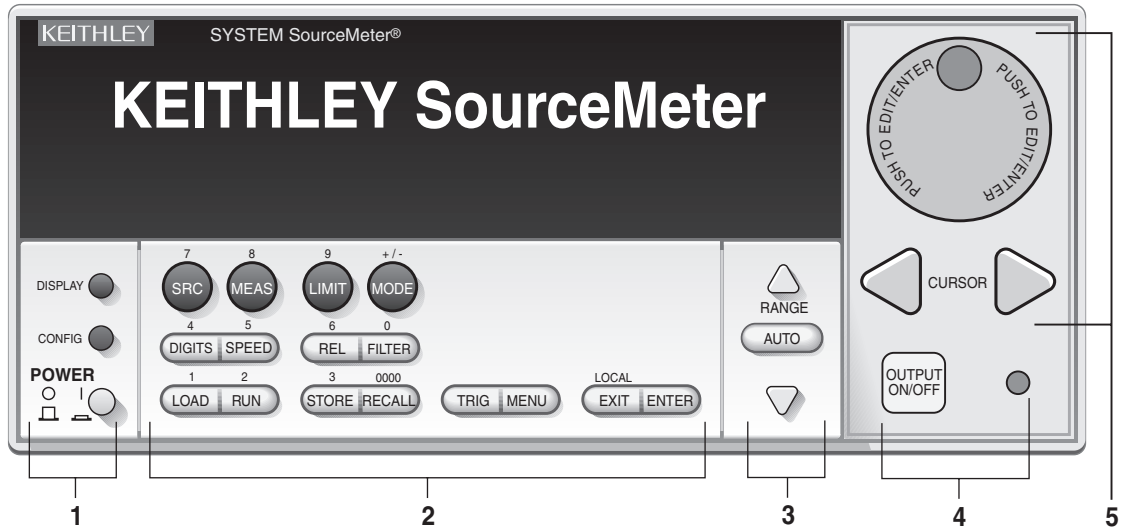 KEITHLEY SYSTEM SourceMeter®
KEITHLEY SourceMeter
PUSH TO EDIT/ENTER PUSH TO EDIT/ENTER
7 8 9 +/-
DISPLAY SRC MEAS LIMIT MODE
RANGE
CURSOR
4 5 6 0
CONFIG DIGITS SPEED REL FILTER
AUTO
POWER
1 2 3 0000 LOCAL
LOAD RUN STORE RECALL TRIG MENU EXIT ENTER
OUTPUT
ON/OFF
1 2 3 4 5